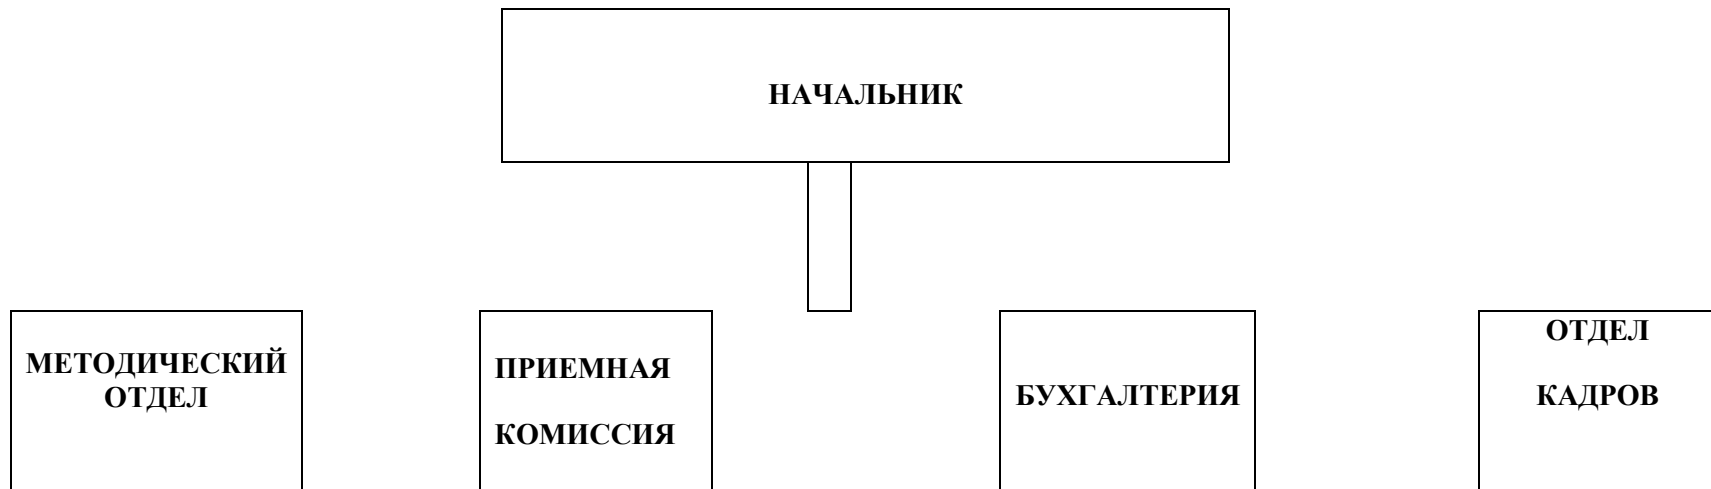 НАЧАЛЬНИК
МЕТОДИЧЕСКИЙ
ОТДЕЛ
ПРИЕМНАЯ
КОМИССИЯ
БУХГАЛТЕРИЯ
ОТДЕЛ
КАДРОВ